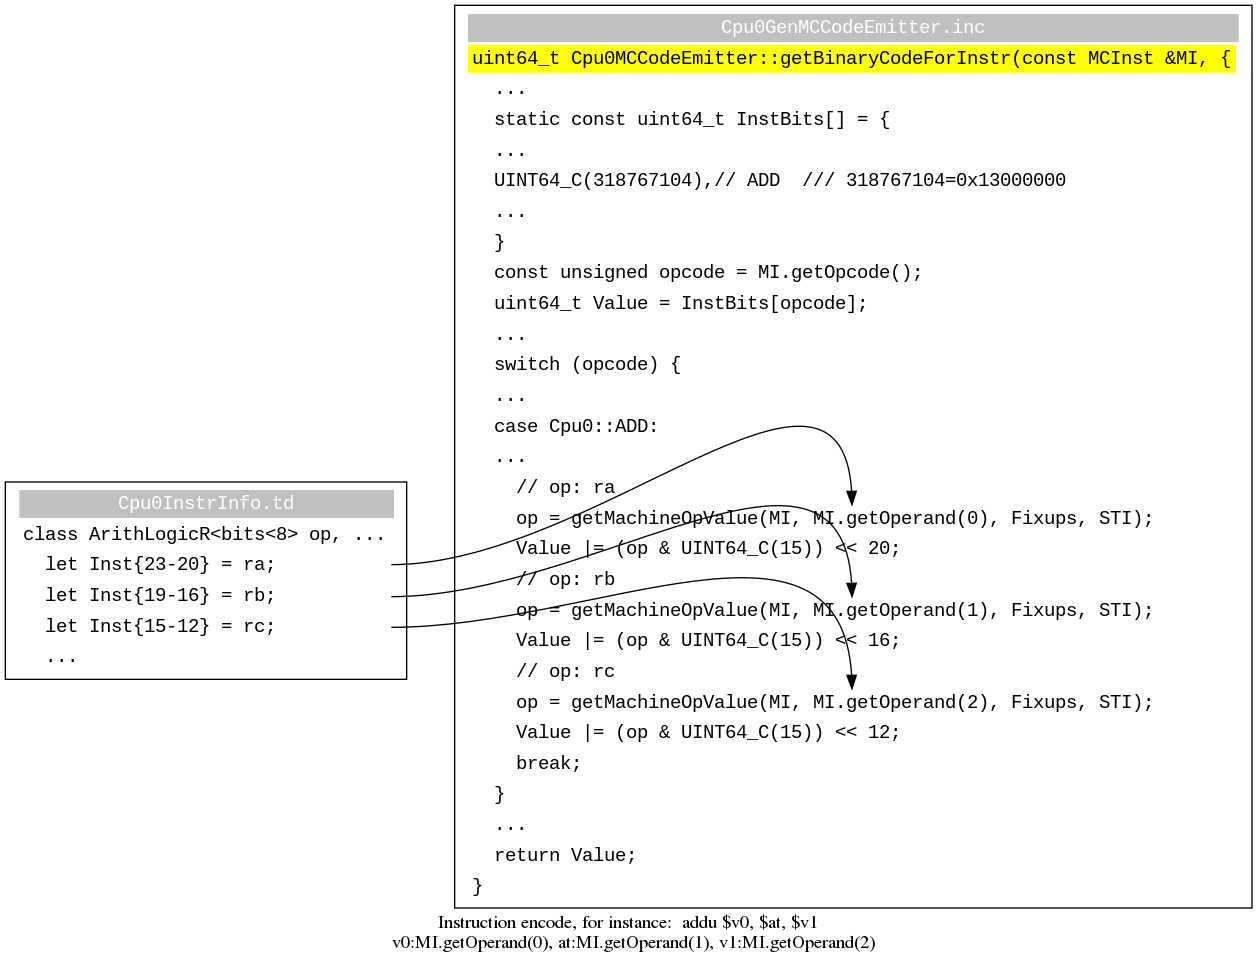 Cpu0GenMCCodeEmitter.inc
uint64_t Cpu0MCCodeEmitter::getBinaryCodeForInstr(const MCInst &MI, {
  ...
  static const uint64_t InstBits[] = {
  ...
  UINT64_C(318767104),// ADD  /// 318767104=0x13000000
  ...
  }
  const unsigned opcode = MI.getOpcode();
  uint64_t Value = InstBits[opcode];
  ...
  switch (opcode) {
  ...
  case Cpu0::ADD:
  ...
    // op: ra
    op = getMachineOpValue(MI, MI.getOperand(0), Fixups, STI);
    Value |= (op & UINT64_C(15)) << 20;
    // op: rb
    op = getMachineOpValue(MI, MI.getOperand(1), Fixups, STI);
    Value |= (op & UINT64_C(15)) << 16;
    // op: rc
    op = getMachineOpValue(MI, MI.getOperand(2), Fixups, STI);
    Value |= (op & UINT64_C(15)) << 12;
    break;
  }
  ...
  return Value;
}
Cpu0InstrInfo.td
class ArithLogicR<bits<8> op, ...
  let Inst{23-20} = ra;
  let Inst{19-16} = rb;
  let Inst{15-12} = rc;
  ...
Instruction encode, for instance:  addu $v0, $at, $v1
v0:MI.getOperand(0), at:MI.getOperand(1), v1:MI.getOperand(2)